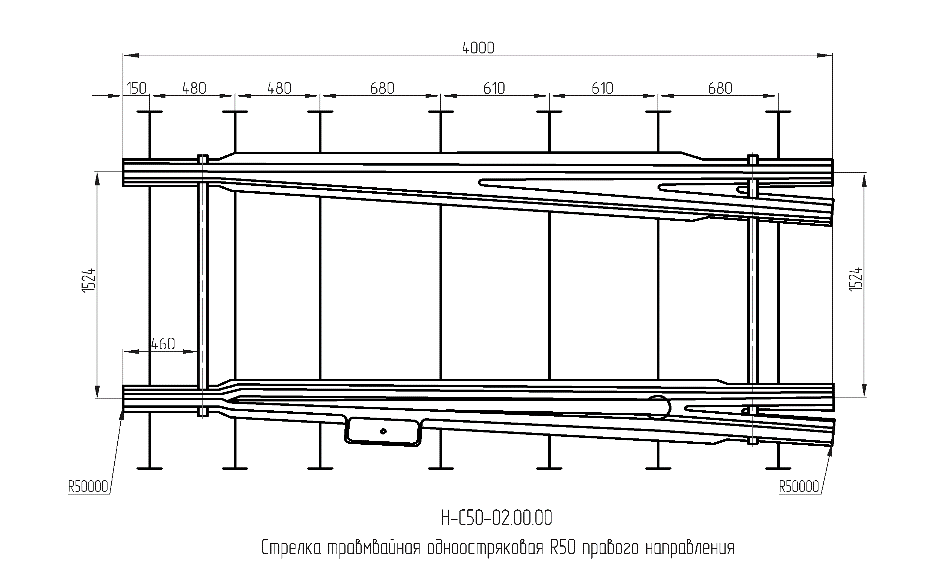 4000
150 480 480 680 610 610 680
1524
1524
460
R50000
R50000
Н-С50-02.00.00
Стрелка травмвайная одноостряковая R50 правого направления